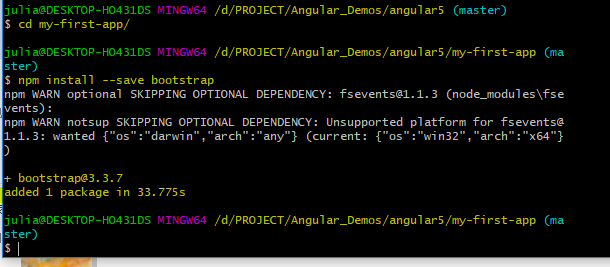 julia@DESKTOP-HO431DS MINGW64 /d/PROJECT/Angular_Demos/angular5 (master)
$ cd my-first-app/
julia@DESKTOP-HO431DS MINGW64 /d/PROJECT/Angular_Demos/angular5/my-first-app (ma
ster)
$ npm install --save bootstrap
npm WARN optional SKIPPING OPTIONAL DEPENDENCY: fsevents@1.1.3 (node_modules\fse
vents):
npm WARN notsup SKIPPING OPTIONAL DEPENDENCY: Unsupported platform for fsevents@
1.1.3: wanted {"os":"darwin","arch":"any"} (current: {"os":"win32","arch":"x64"}
)
+ bootstrap@3.3.7
added 1 package in 33.775s
julia@DESKTOP-HO431DS MINGW64 /d/PROJECT/Angular_Demos/angular5/my-first-app (ma
ster)
$